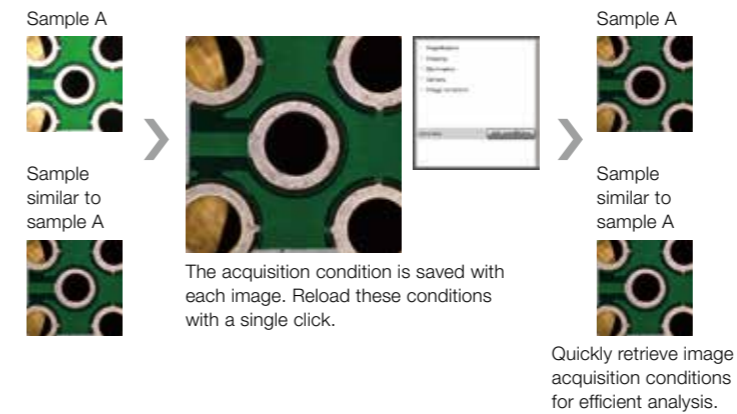 Sample A
Sample
similar to
sample A
The acquisition condition is saved with
each image. Reload these conditions
with a single click.
Sample A
Sample
similar to
sample A
Quickly retrieve image
acquisition conditions
for efficient analysis.